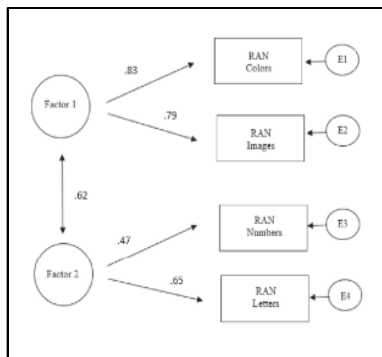 .83
RAN
Colors
E1
Factor 1
.79
RAN
Images
E2
.62
.47
RAN
Numbers
E3
Factor 2
.65
RAN
Letters
E4